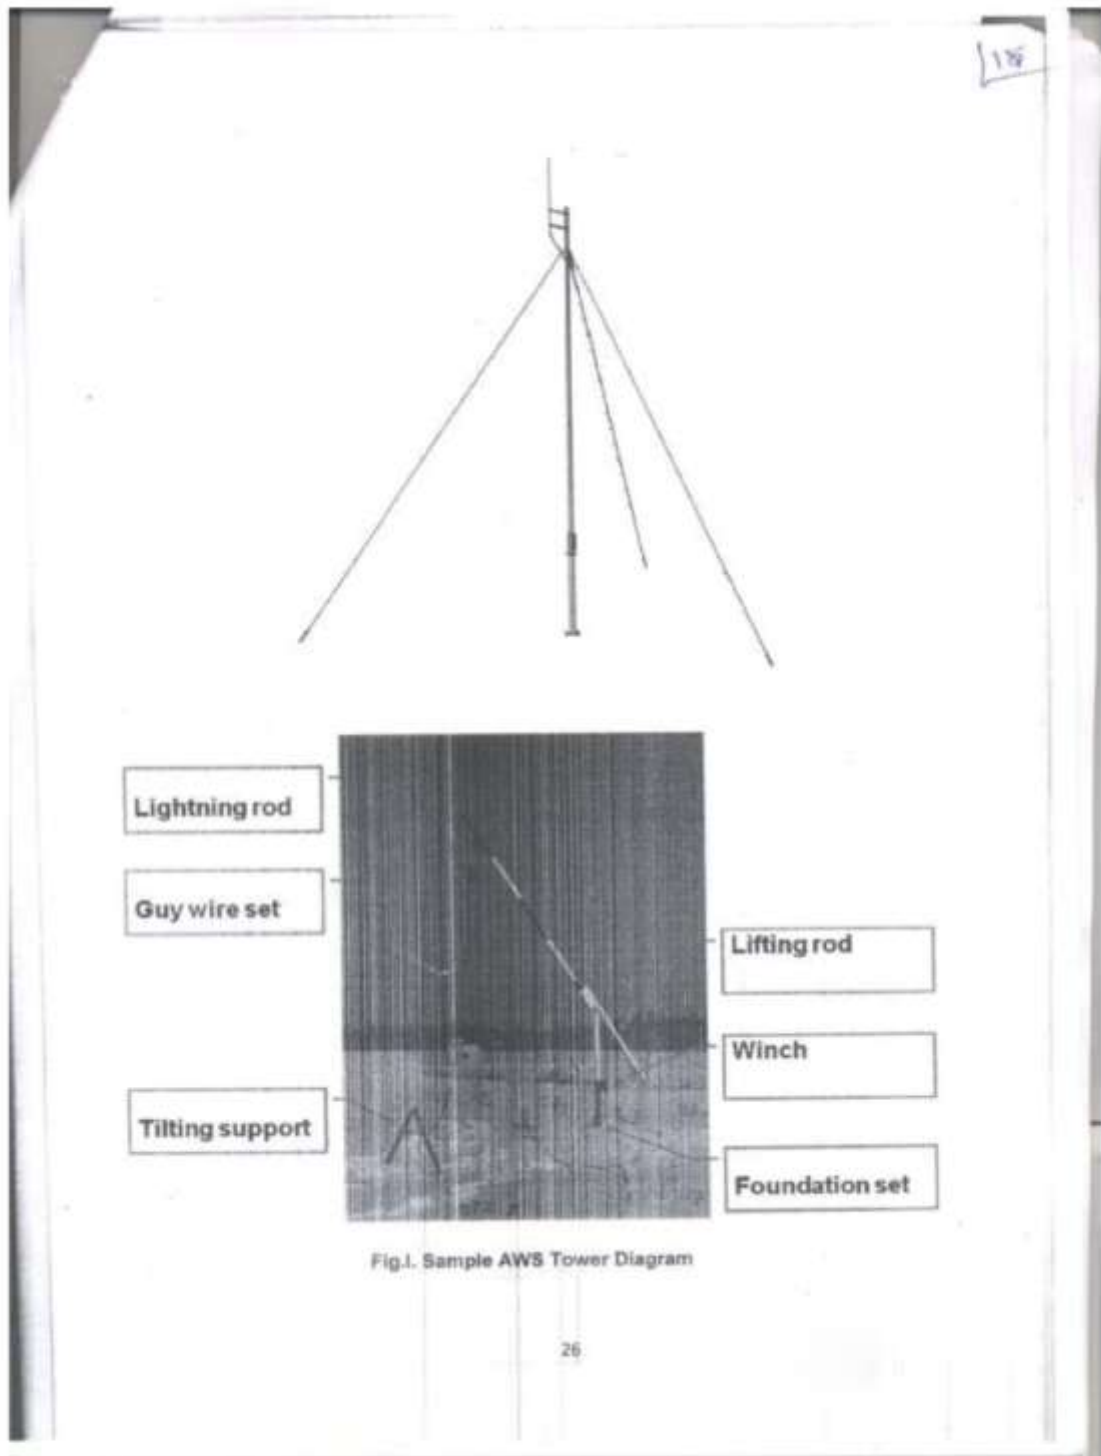 Lightning rod
Guy wire set
Lifting rod
Winch
Tilting support
Foundation set
Fig.I. Sample AWS Tower Diagram
26